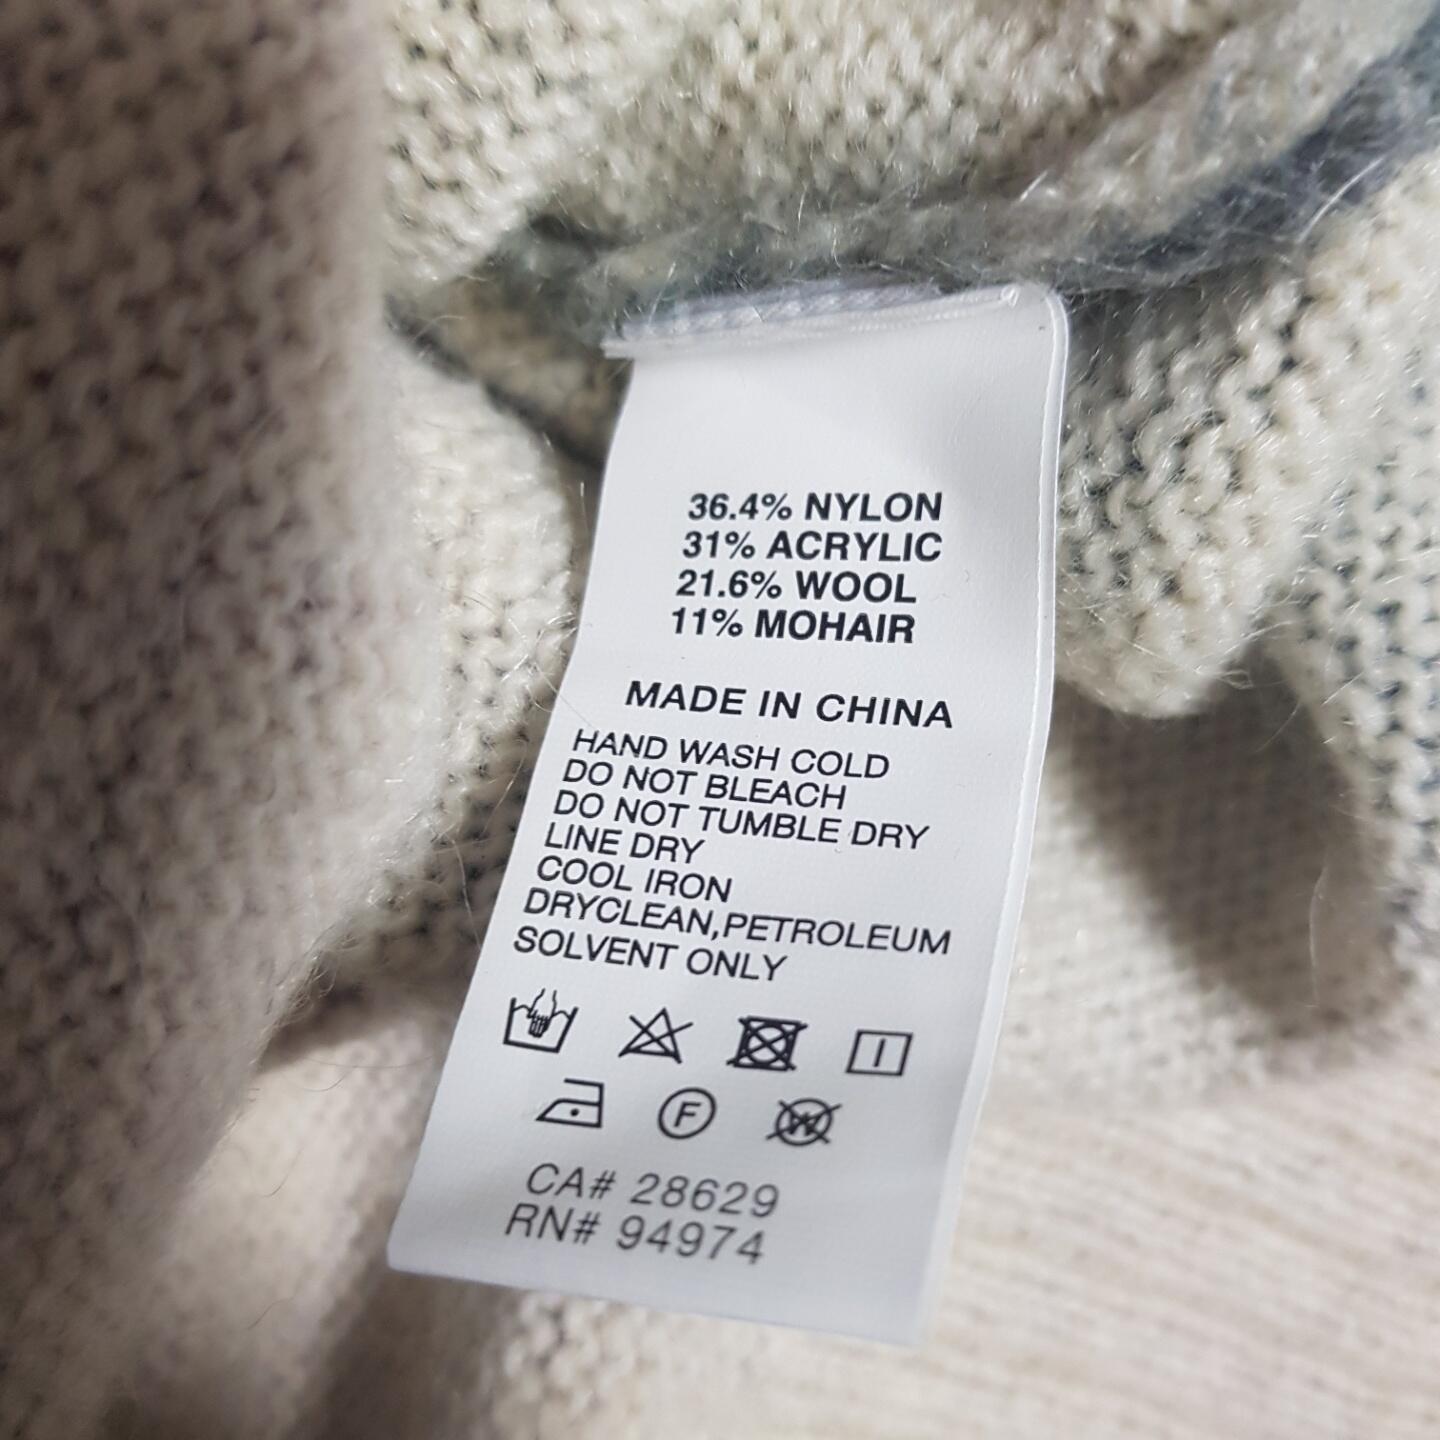 36.4% NYLON
31% ACRYLIC
21.6% WOOL
11% MOHAIR
MADE IN CHINA
HAND WASH COLD
DO NOT BLEACH
DO NOT TUMBLE DRY
LINE DRY
COOL IRON
DRYCLEAN,PETROLEUM
SOLVENT ONLY
F W
CA# 28629
RN# 94974